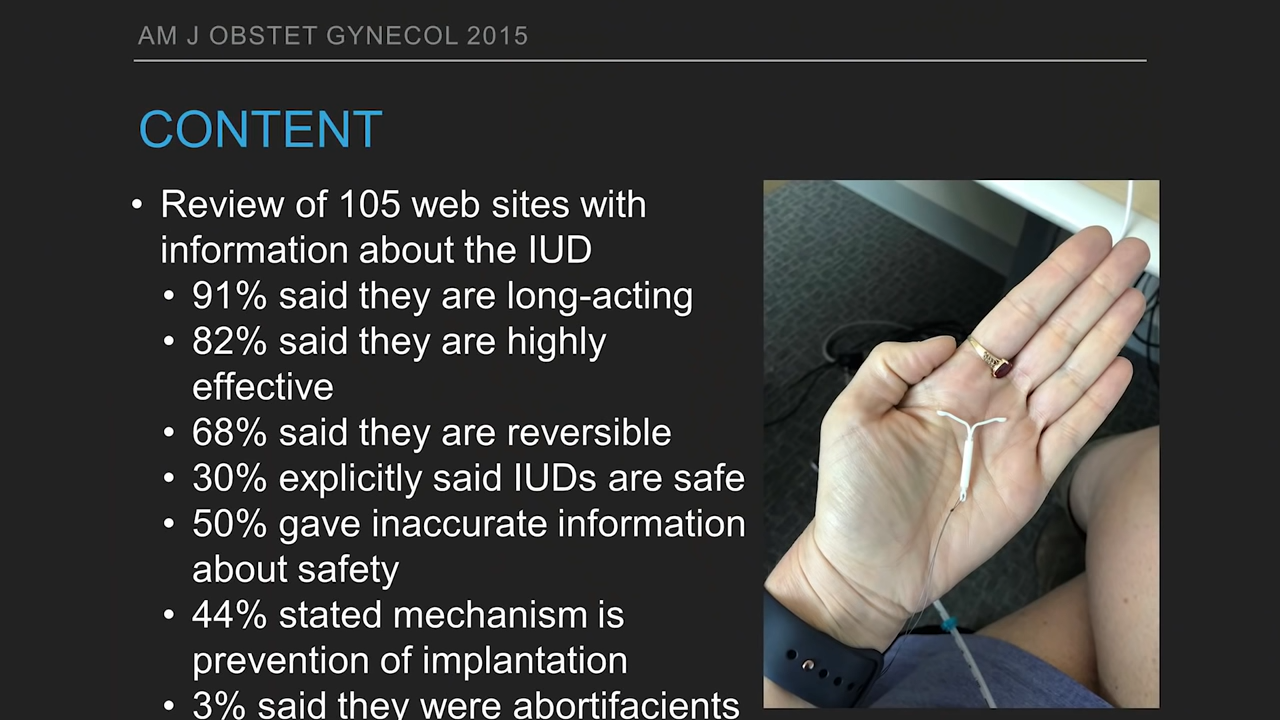 AM J OBSTET GYNECOL 2015
CONTENT
• Review of 105 web sites with
information about the IUD
• 91% said they are long-acting
• 82% said they are highly
effective
• 68% said they are reversible
• 30% explicitly said IUDs are safe
• 50% gave inaccurate information
about safety
• 44% stated mechanism is
prevention of implantation
• 3% said they were abortifacients